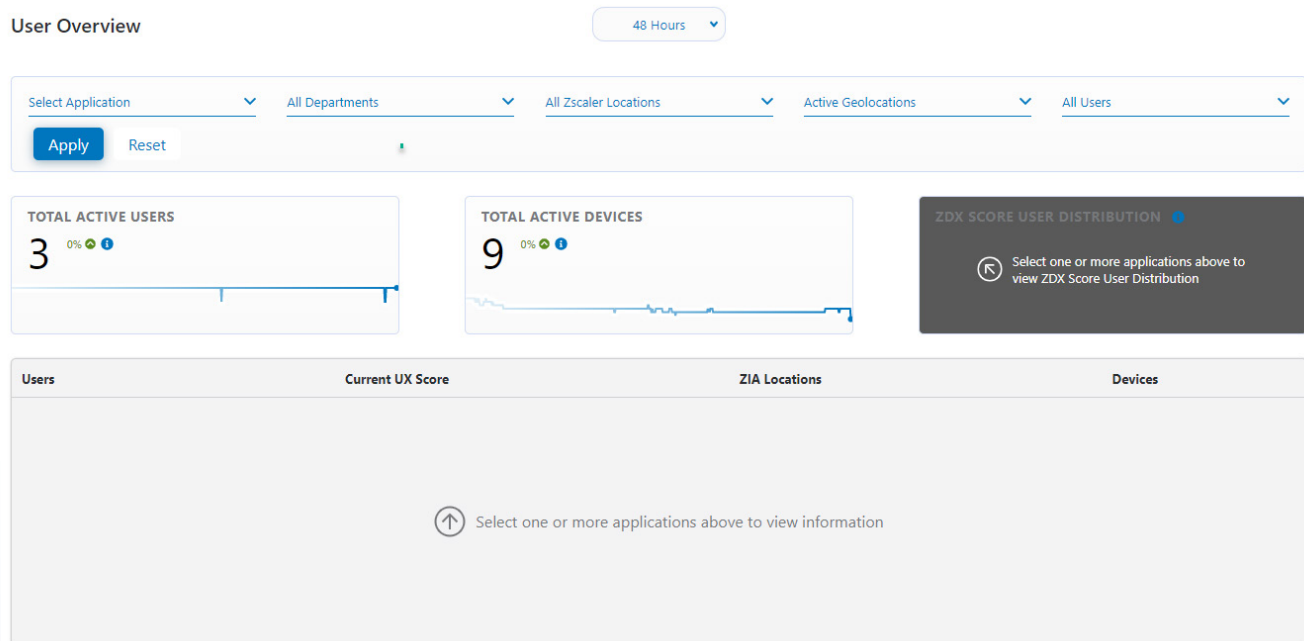 User Overview
48 Hours
Select Application
All Departments
All Zscaler Locations
Active Geolocations
All Users
Apply
Reset
TOTAL ACTIVE USERS
3
0%
TOTAL ACTIVE DEVICES
9
0%
ZDX SCORE USER DISTRIBUTION
Select one or more applications above to
view ZDX Score User Distribution
Users
Current UX Score
ZIA Locations
Devices
Select one or more applications above to view information